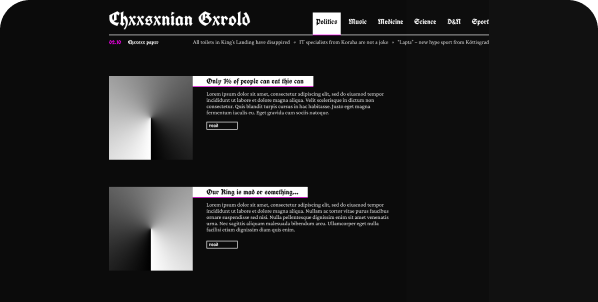 Chxxsxnian Gxrold
Politics Music Medicine Science D&N Sport
All toilets in King's Landing have disappired • IT specialists from Koraba are not a joke • "Lapta" - new hype sport from Köttisgrad
Only 3% of people can eat this can
Lorem ipsum dolor sit amet, consectetur adipiscing elit, sed do eiusmod tempor
incididunt ut labore et dolore magna aliqua. Velit scelerisque in dictum non
consectetur. Quis blandit turpis cursus in hac habitasse. Justo eget magna
fermentum iaculis eu. Eget gravida cum sociis natoque.
read
Our King is mad or something...
Lorem ipsum dolor sit amet, consectetur adipiscing elit, sed do eiusmod tempor
incididunt ut labore et dolore magna aliqua. Nullam ac tortor vitae purus faucibus
ornare suspendisse sed nisi. Nulla pellentesque dignissim enim sit amet venenatis
urna. Nec sagittis aliquam malesuada bibendum arcu. Ullamcorper eget nulla
facilisi etiam dignissim diam quis enim.
read